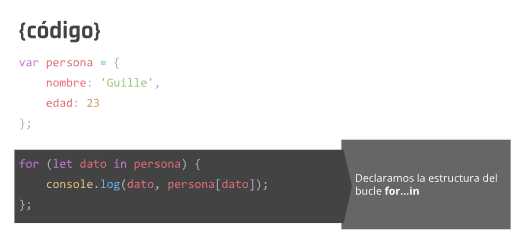 {código}
var persona = {
    nombre: 'Guille',
    edad: 23
};
for (let dato in persona) {
    console.log(dato, persona[dato]);
};
Declaramos la estructura del
bucle for...in